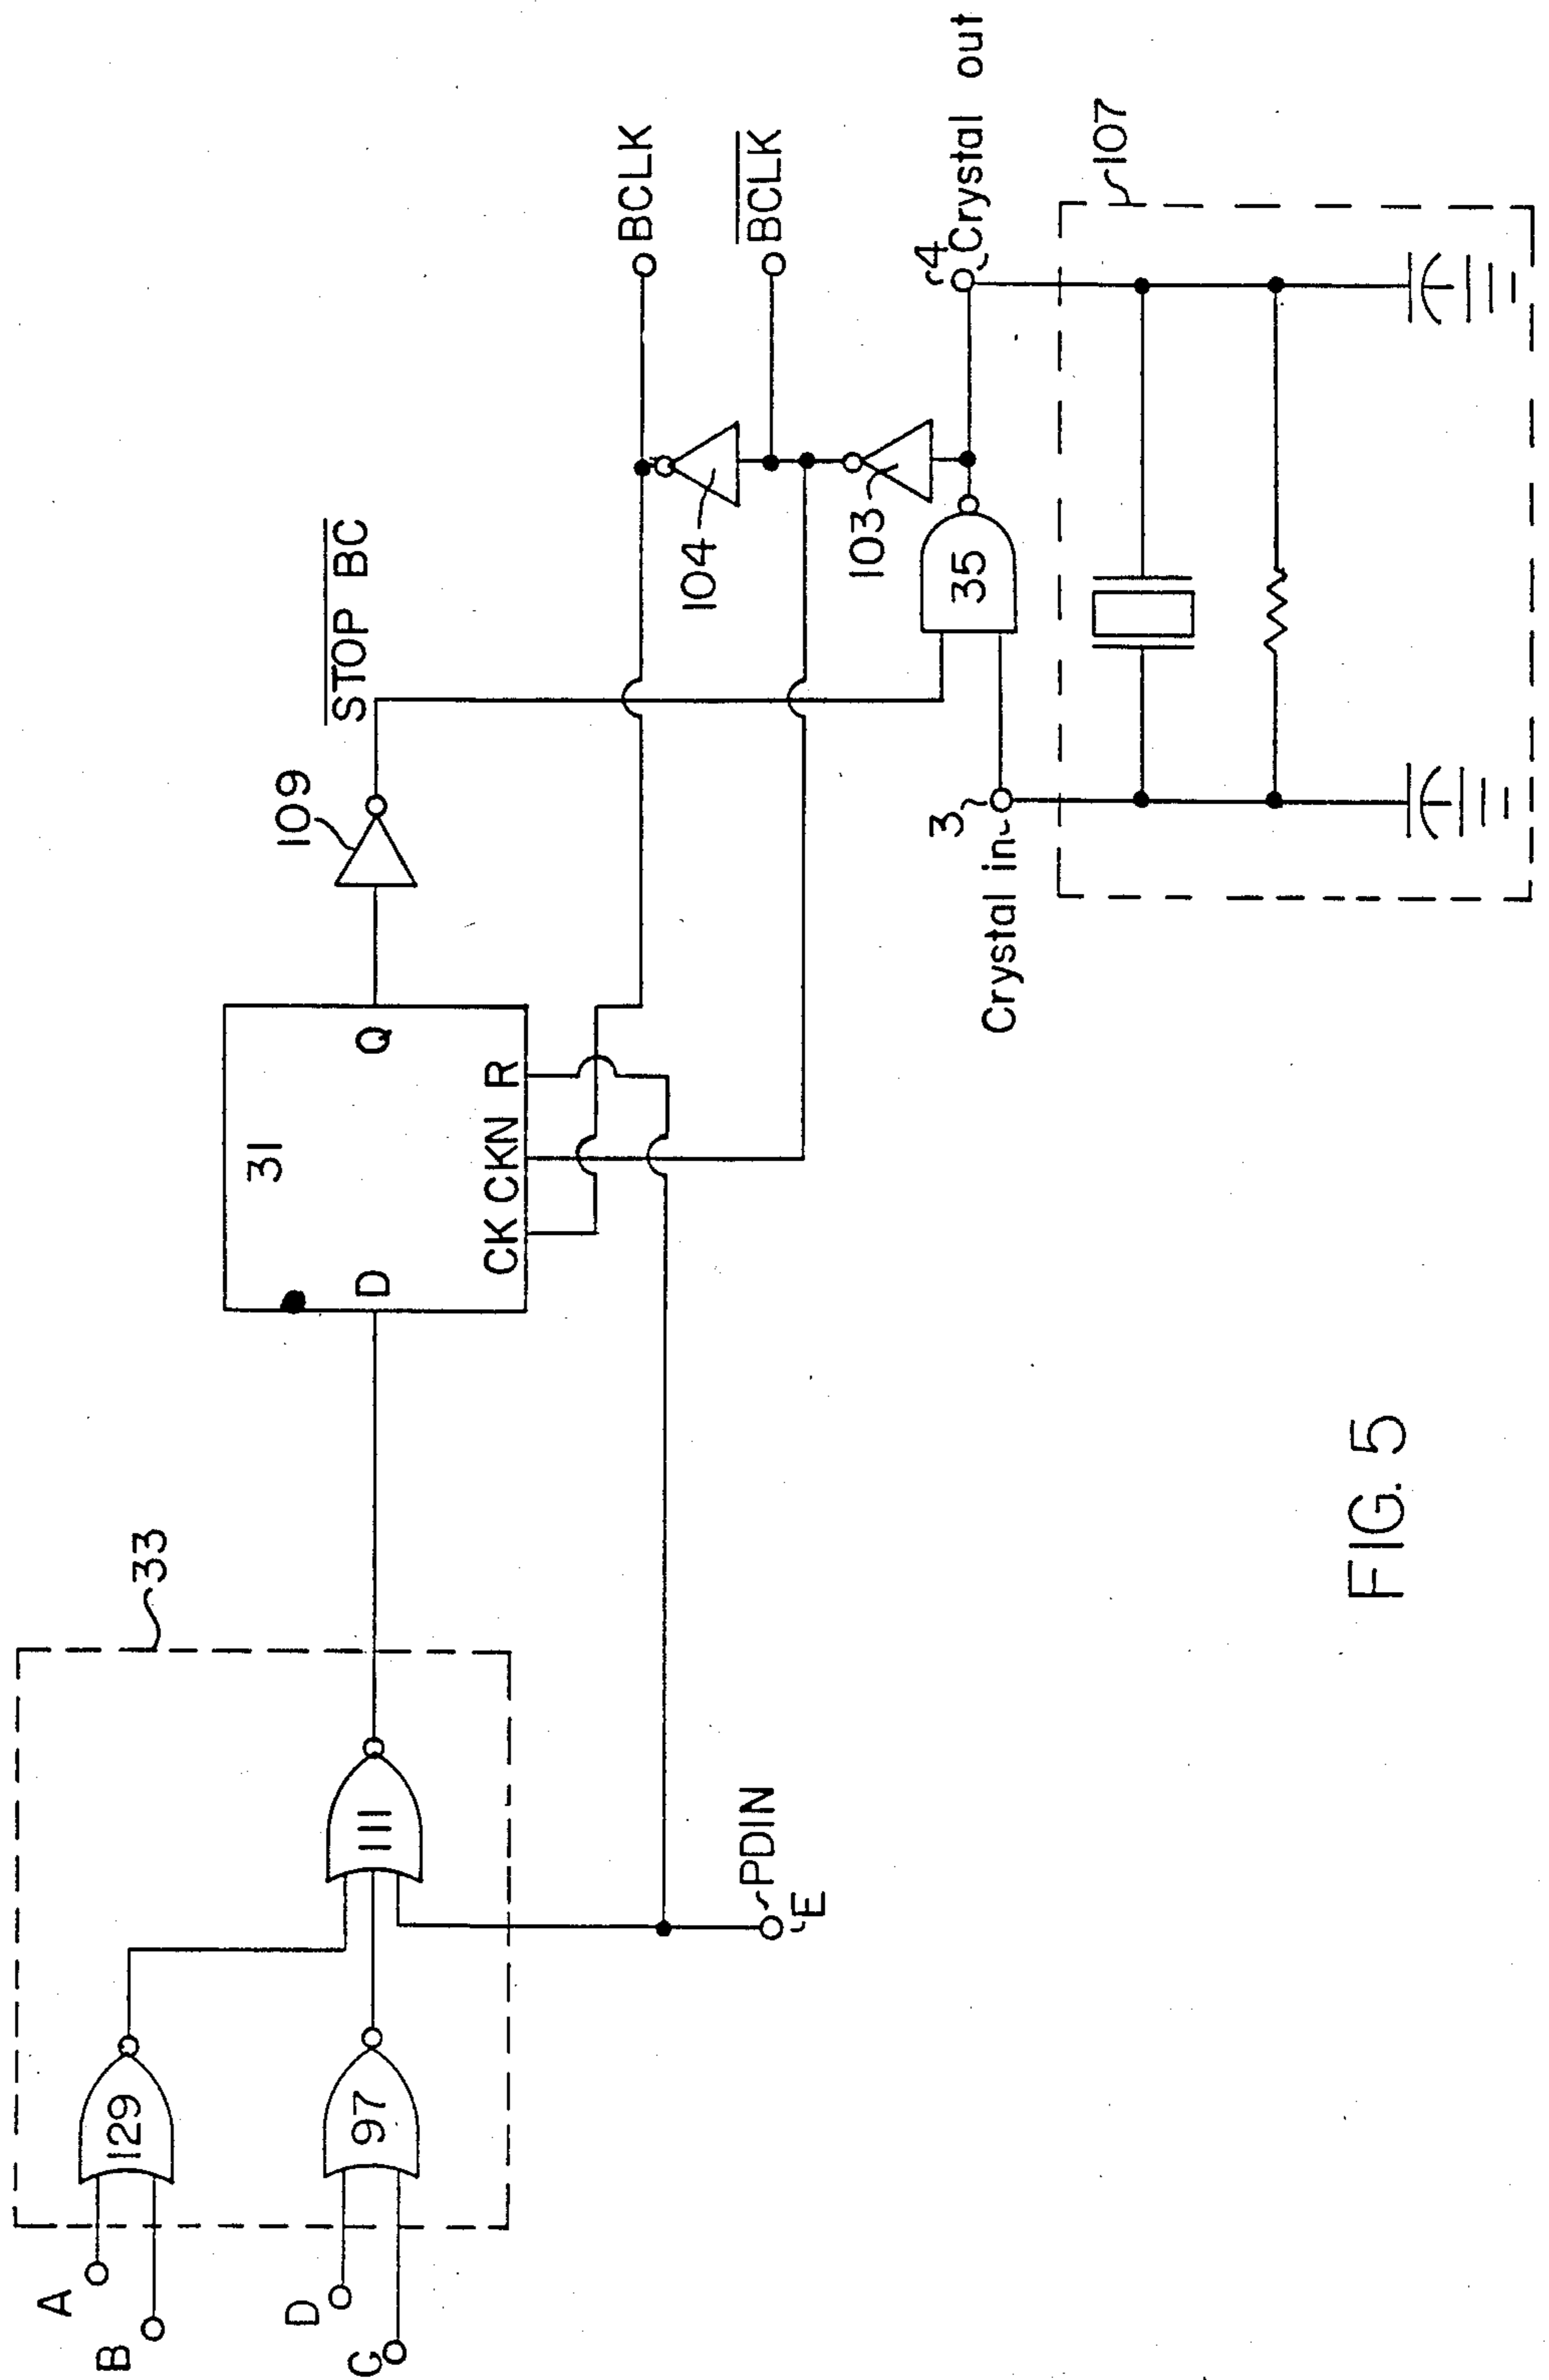 33
A
B
129
D
G
97
111
PDIN
E
31
D
Q
CK CKN R
109
STOP BC
BCLK
BCLK
104
103
35
3
Crystal in
4
Crystal out
107
FIG. 5